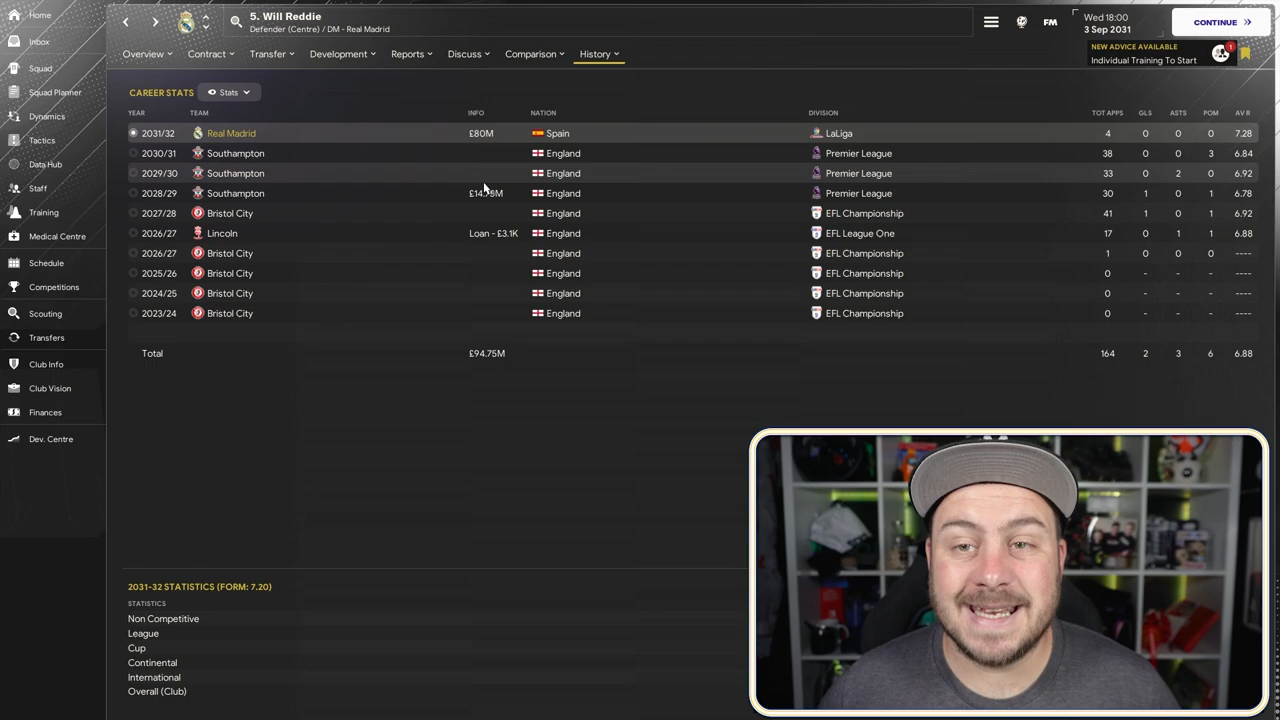 Home
Inbox
Squad
Squad Planner
Dynamics
Tactics
Data Hub
Staff
Training
Medical Centre
Schedule
Competitions
Scouting
Transfers
Club Info
Club Vision
Finances
Dev. Centre
5. Will Reddie
Defender (Centre) / DM - Real Madrid
FM
Wed 18:00
3 Sep 2031
CONTINUE
Overview
Contract
Transfer
Development
History
NEW ADVICE AVAILABLE
1
Individual Training To Start
CAREER STATS Stats
YEAR TEAM INFO NATION DIVISION TOT APPS GLS ASTS POM AV R
2031/32 Real Madrid £80M Spain LaLiga 4 0 0 0 7.28
2030/31 Southampton England Premier League 38 0 0 3 6.84
2029/30 Southampton England Premier League 33 0 2 0 6.92
2028/29 Southampton England Premier League 30 1 0 1 6.78
2027/28 Bristol City England EFL Championship 41 1 0 1 6.92
2026/27 Lincoln Loan - £3.1K England EFL League One 17 0 1 1 6.88
2026/27 Bristol City England EFL Championship 1 0 0 0 ----
2025/26 Bristol City England EFL Championship 0 - - - ----
2024/25 Bristol City England EFL Championship 0 - - - ----
2023/24 Bristol City England EFL Championship 0 - - - ----
Total £94.75M 164 2 3 6 6.88
2031-32 STATISTICS (FORM: 7.20)
STATISTICS
Non Competitive
League
Cup
Continental
International
Overall (Club)